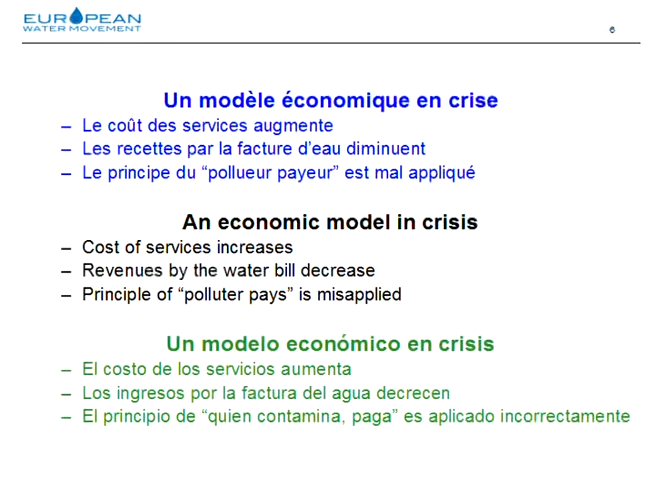 EUROPEAN
WATER MOVEMENT
6
Un modèle économique en crise
– Le coût des services augmente
– Les recettes par la facture d’eau diminuent
– Le principe du “pollueur payeur” est mal appliqué
An economic model in crisis
– Cost of services increases
– Revenues by the water bill decrease
– Principle of “polluter pays” is misapplied
Un modelo económico en crisis
– El costo de los servicios aumenta
– Los ingresos por la factura del agua decrecen
– El principio de “quien contamina, paga” es aplicado incorrectamente